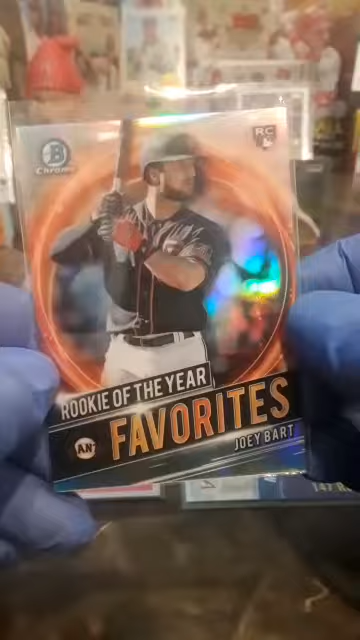 B
Chrome
RC
ROOKIE OF THE YEAR
FAVORITES
JOEY BART